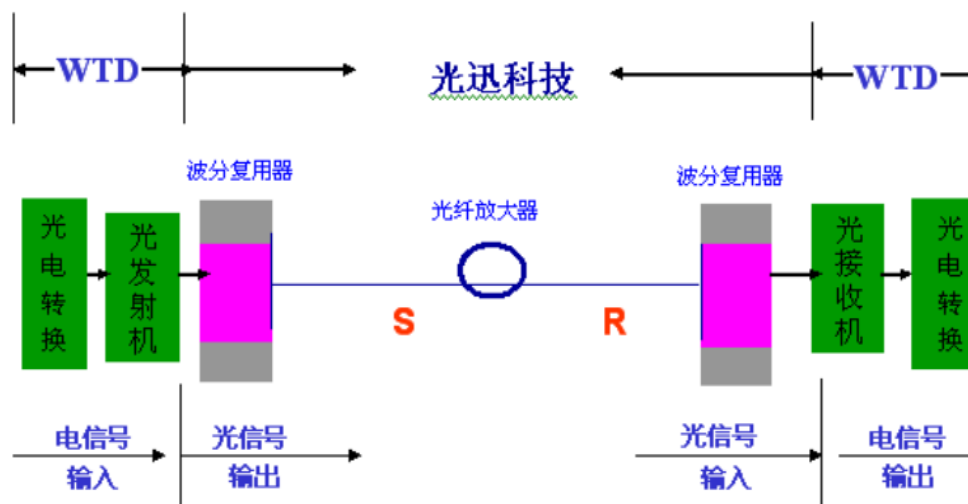 WTD
光迅科技
WTD
波分复用器
波分复用器
光纤放大器
光电转换
光发射机
光接收机
光电转换
S
R
电信号
输入
光信号
输出
光信号
输入
电信号
输出